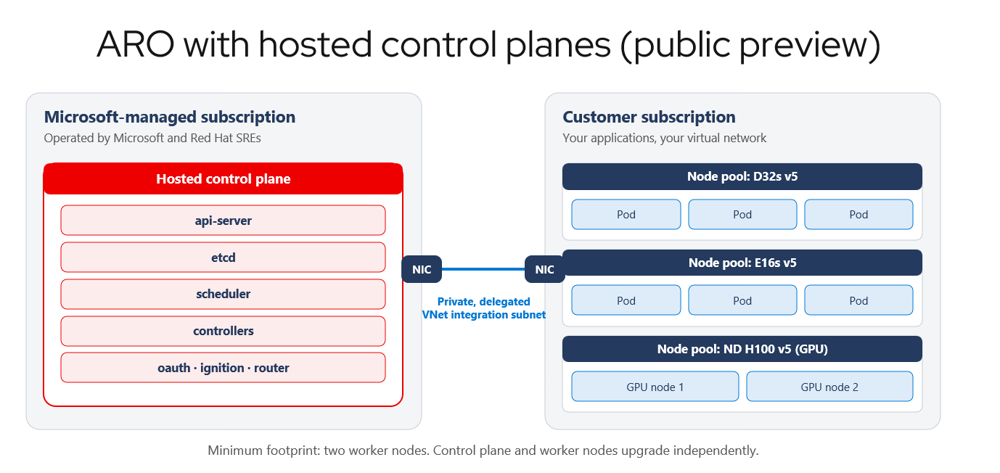 ARO with hosted control planes (public preview)
Microsoft-managed subscription
Operated by Microsoft and Red Hat SREs
Hosted control plane
api-server
etcd
scheduler
controllers
oauth · ignition · router
NIC
NIC
Private, delegated
VNet integration subnet
Customer subscription
Your applications, your virtual network
Node pool: D32s v5
Pod
Pod
Pod
Node pool: E16s v5
Pod
Pod
Pod
Node pool: ND H100 v5 (GPU)
GPU node 1
GPU node 2
Minimum footprint: two worker nodes. Control plane and worker nodes upgrade independently.